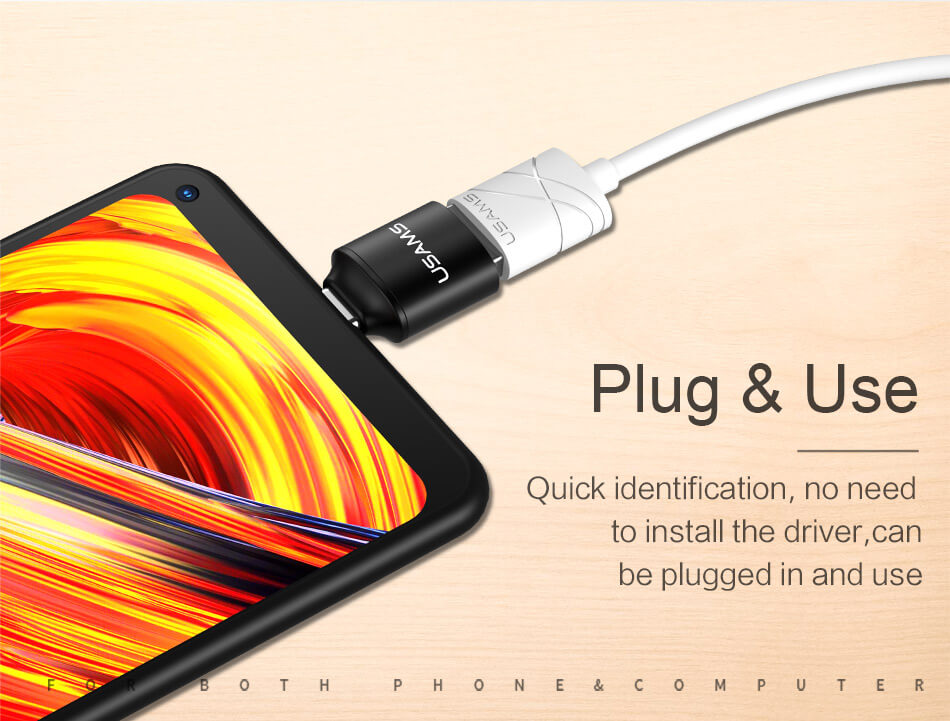 USAMS
USAMS
Plug & Use
Quick identification, no need
to install the driver,can
be plugged in and use
FOR BOTH PHONE&COMPUTER